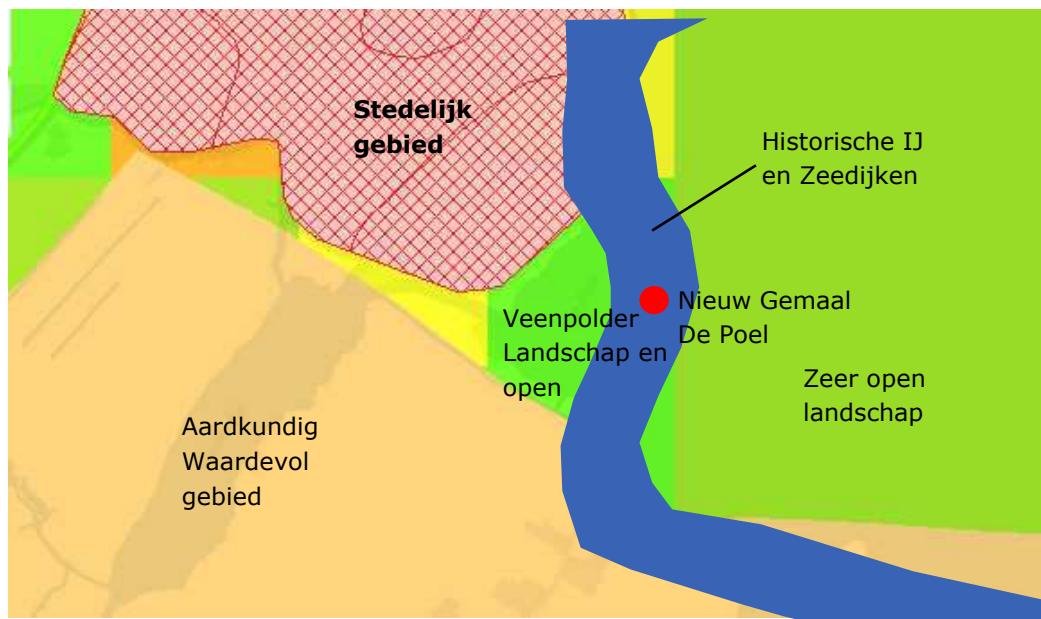 Stedelijk
gebied
Historische IJ
en Zeedijken
Nieuw Gemaal
De Poel
Veenpolder
Landschap en
open
Zeer open
landschap
Aardkundig
Waardevol
gebied